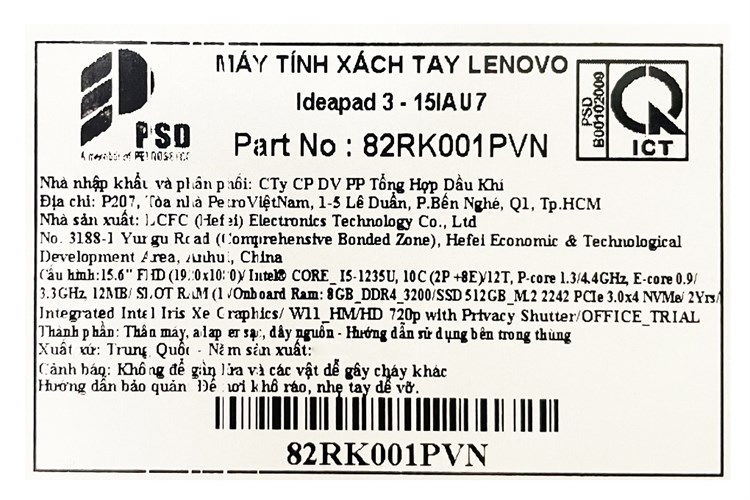 PSD
A member of PETROSETCO
MÁY TÍNH XÁCH TAY LENOVO
Ideapad 3 - 15IAU7
Part No : 82RK001PVN
PSD
B00102009
ICT
Nhà nhập khẩu và phân phối: CTy CP DV PP Tổng Hợp Dầu Khí
Địa chỉ: P207, Tòa nhà PetroViệtNam, 1-5 Lê Duẩn, P.Bến Nghé, Q1, Tp.HCM
Nhà sản xuất: LCFC (Hefei) Electronics Technology Co., Ltd
No. 3188-1 Yungu Road (Comprehensive Bonded Zone), Hefei Economic & Technological
Development Area, Anhui, China
Cấu hình:15.6" FHD (1920x1080)/ Intel® CORE_ I5-1235U, 10C (2P +8E)/12T, P-core 1.3/4.4GHz, E-core 0.9/
3.3GHz, 12MB/ SLOT RAM (1)/Onboard Ram: 8GB_DDR4_3200/SSD 512GB_M.2 2242 PCIe 3.0x4 NVMe/ 2Yrs/
Integrated Intel Iris Xe Graphics/ W11_HM/HD 720p with Privacy Shutter/OFFICE_TRIAL
Thành phần: Thân máy, adapter sạc, dây nguồn - Hướng dẫn sử dụng bên trong thùng
Xuất xứ: Trung Quốc - Năm sản xuất:
Cảnh báo: Không để gần lửa và các vật dễ gây cháy khác
Hướng dẫn bảo quản: Để nơi khô ráo, nhẹ tay dễ vỡ.
82RK001PVN